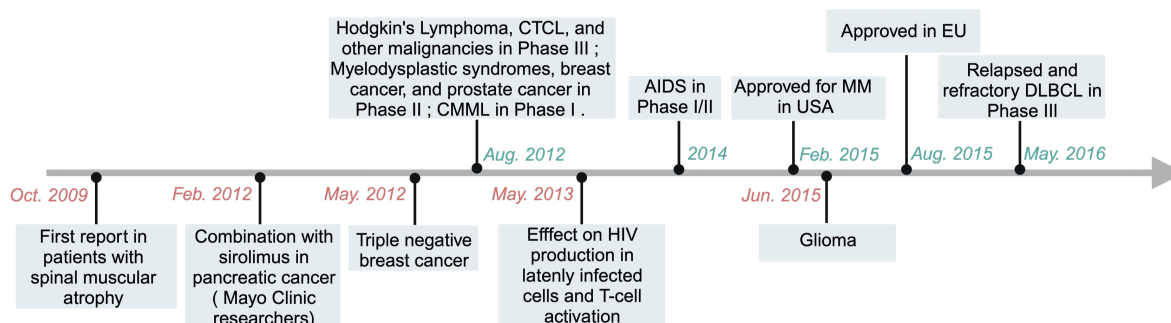 Hodgkin's Lymphoma, CTCL, and
other malignancies in Phase III ;
Myelodysplastic syndromes, breast
cancer, and prostate cancer in
Phase II ; CMML in Phase I .
AIDS in
Phase I/II
Approved for MM
in USA
Approved in EU
Relapsed and
refractory DLBCL in
Phase III
Aug. 2012
2014
Feb. 2015
Aug. 2015
May. 2016
Oct. 2009
Feb. 2012
May. 2012
May. 2013
Jun. 2015
First report in
patients with
spinal muscular
atrophy
Combination with
sirolimus in
pancreatic cancer
( Mayo Clinic
researchers)
Triple negative
breast cancer
Efffect on HIV
production in
latenly infected
cells and T-cell
activation
Glioma